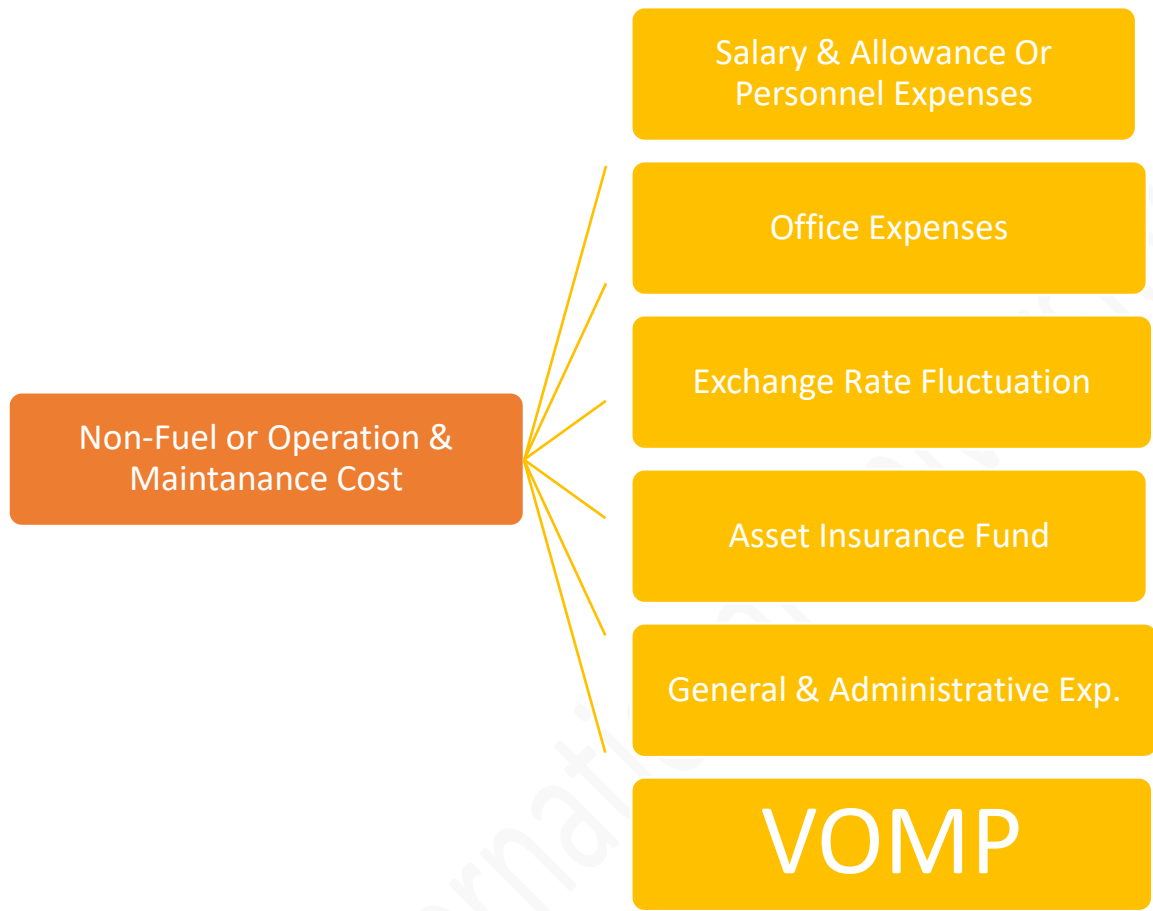 Salary & Allowance Or
Personnel Expenses
Office Expenses
Exchange Rate Fluctuation
Non-Fuel or Operation &
Maintanance Cost
Asset Insurance Fund
General & Administrative Exp.
VOMP